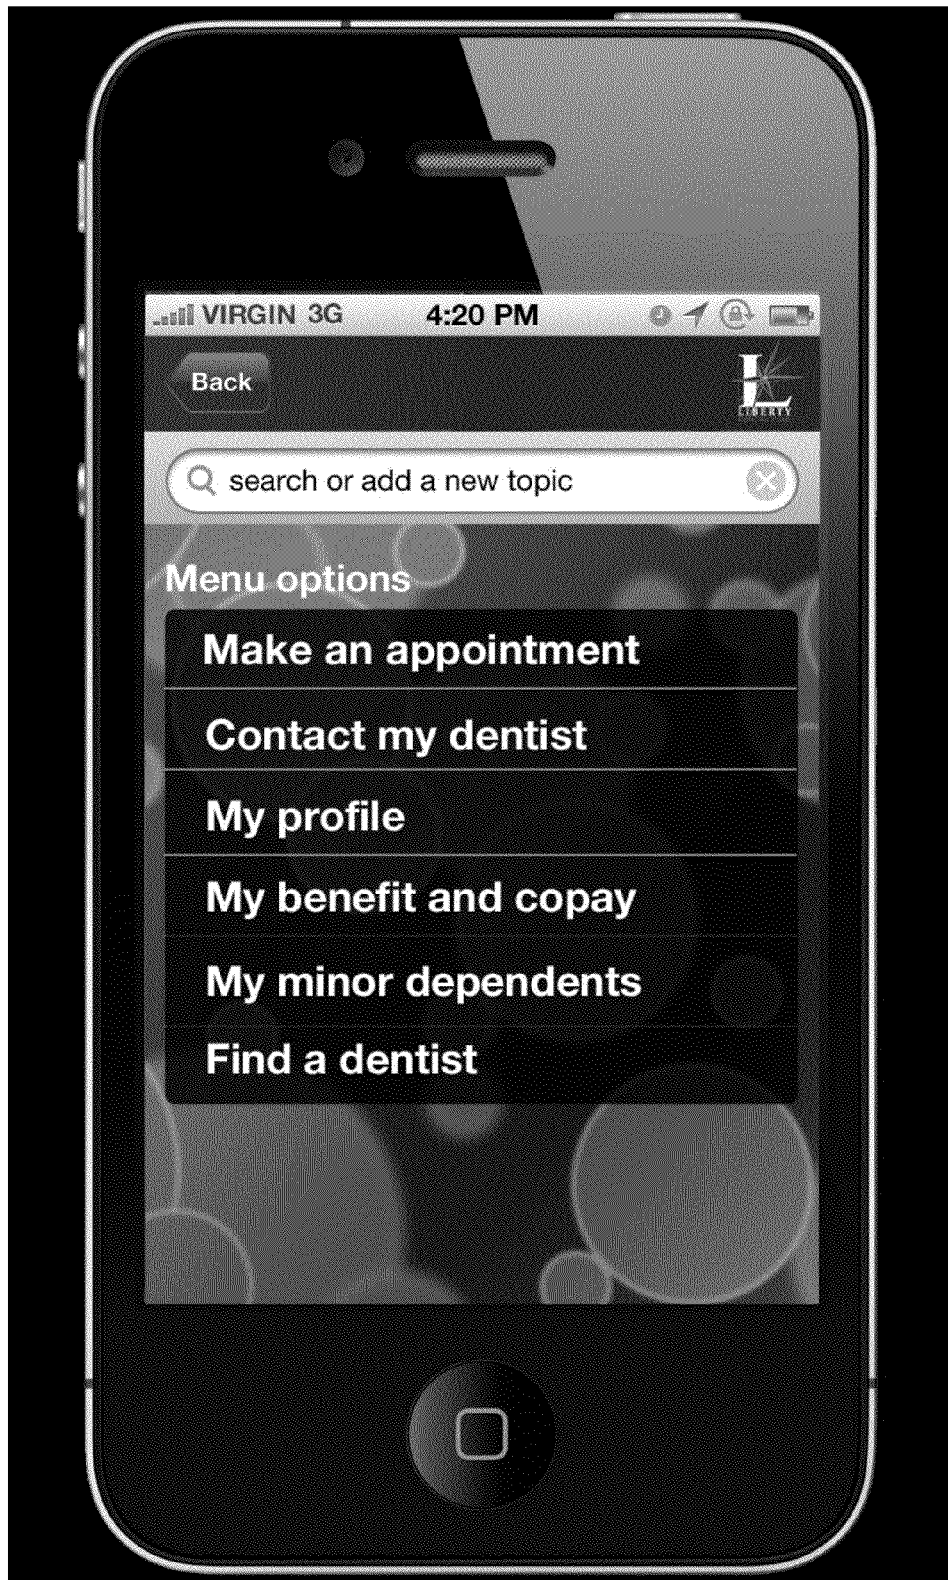 VIRGIN 3G 4:20 PM
Back
LIBERTY
search or add a new topic
Menu options
Make an appointment
Contact my dentist
My profile
My benefit and copay
My minor dependents
Find a dentist